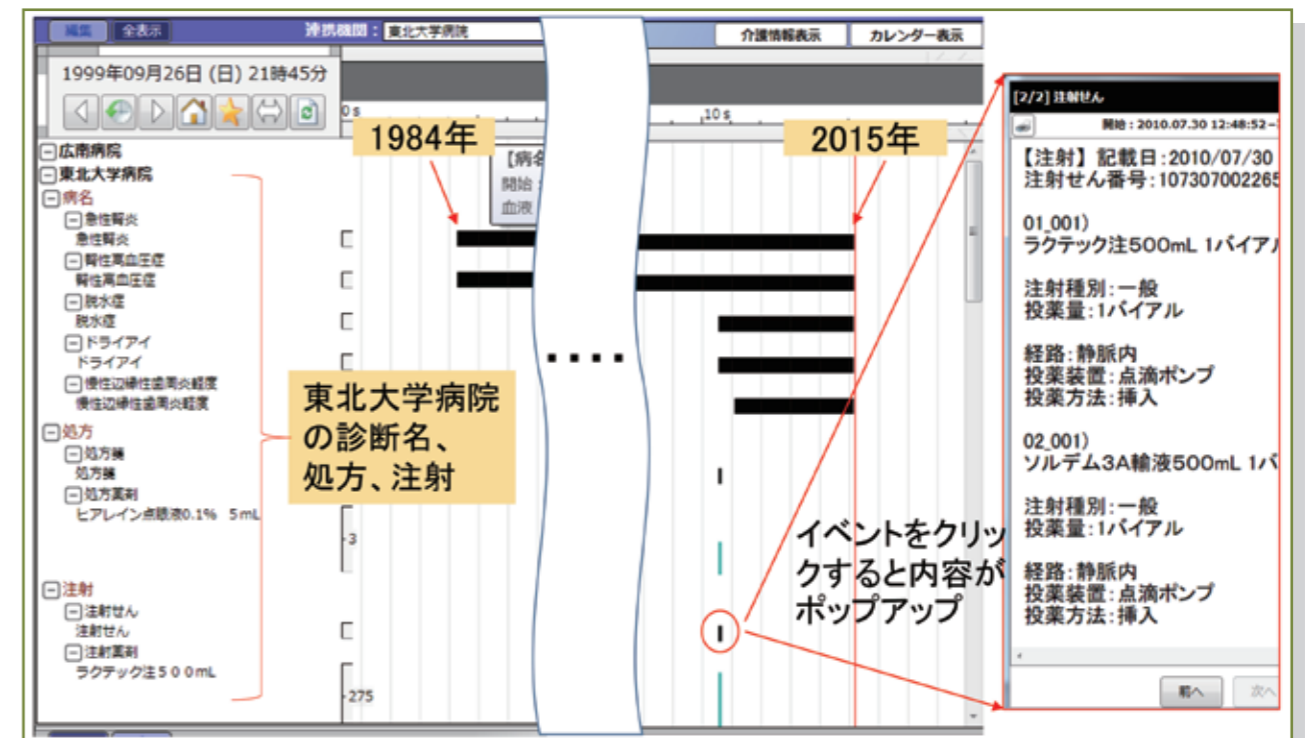 編集 全表示 連携機関： 東北大学病院 介護情報表示 カレンダー表示
1999年09月26日 (日) 21時45分
0 s
10 s
1984年
2015年
【病名
開始：
血液
広南病院
東北大学病院
病名
急性腎炎
急性腎炎
腎性高血圧症
腎性高血圧症
脱水症
脱水症
ドライアイ
ドライアイ
慢性辺縁性歯周炎軽度
慢性辺縁性歯周炎軽度
処方
処方箋
処方箋
処方薬剤
ヒアレイン点眼液0.1% 5mL
-3
注射
注射せん
注射せん
注射薬剤
ラクテック注５００mL
-275
東北大学病院
の診断名、
処方、注射
....
イベントをクリッ
クすると内容が
ポップアップ
[2/2] 注射せん
開始：2010.07.30 12:48:52-
【注射】記載日:2010/07/30
注射せん番号:107307002265
01_001)
ラクテック注500mL 1バイアル
注射種別:一般
投薬量:1バイアル
経路:静脈内
投薬装置:点滴ポンプ
投薬方法:挿入
02_001)
ソルデム3A輸液500mL 1バ
注射種別:一般
投薬量:1バイアル
経路:静脈内
投薬装置:点滴ポンプ
投薬方法:挿入
前へ 次へ